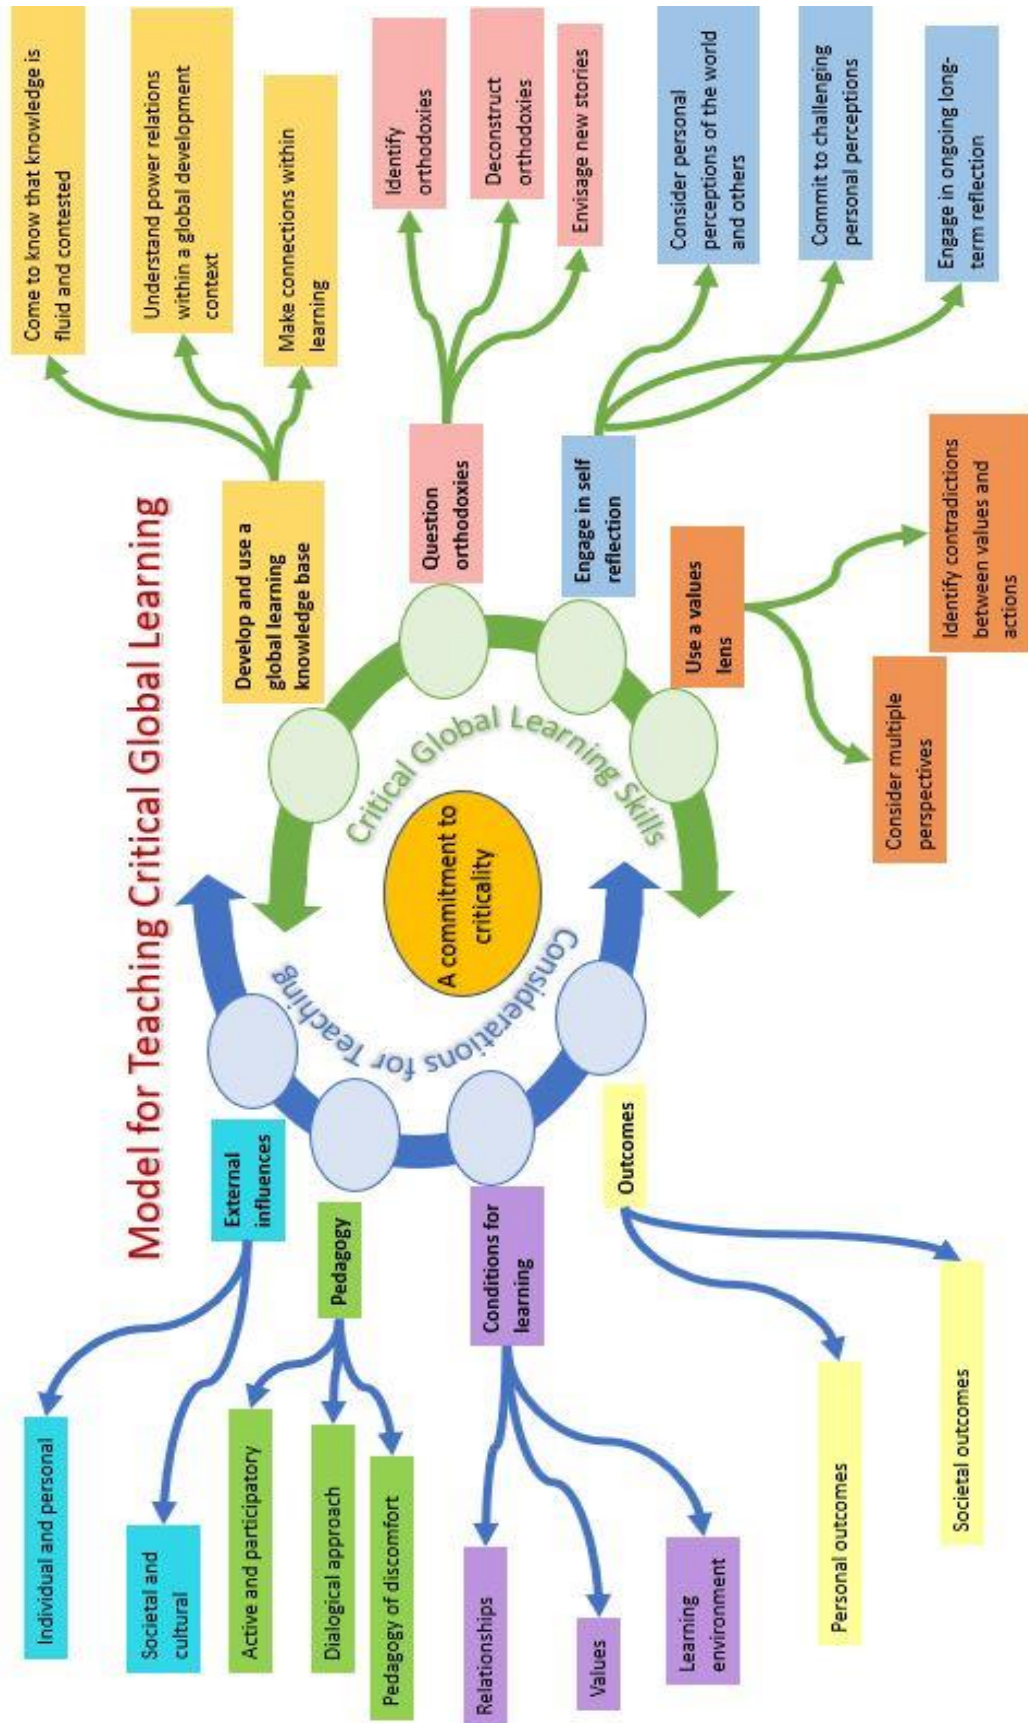 Model for Teaching Critical Global Learning
Individual and personal
Societal and
cultural
External
influences
Active and participatory
Dialogical approach
Pedagogy of discomfort
Pedagogy
Relationships
Values
Learning
environment
Conditions for
learning
Personal outcomes
Societal outcomes
Outcomes
Considerations for Teaching
A commitment to
criticality
Critical Global Learning Skills
Develop and use a
global learning
knowledge base
Come to know that knowledge is
fluid and contested
Understand power relations
within a global development
context
Make connections within
learning
Question
orthodoxies
Identify
orthodoxies
Deconstruct
orthodoxies
Envisage new stories
Engage in self
reflection
Consider personal
perceptions of the world
and others
Commit to challenging
personal perceptions
Engage in ongoing long-
term reflection
Use a values
lens
Consider multiple
perspectives
Identify contradictions
between values and
actions